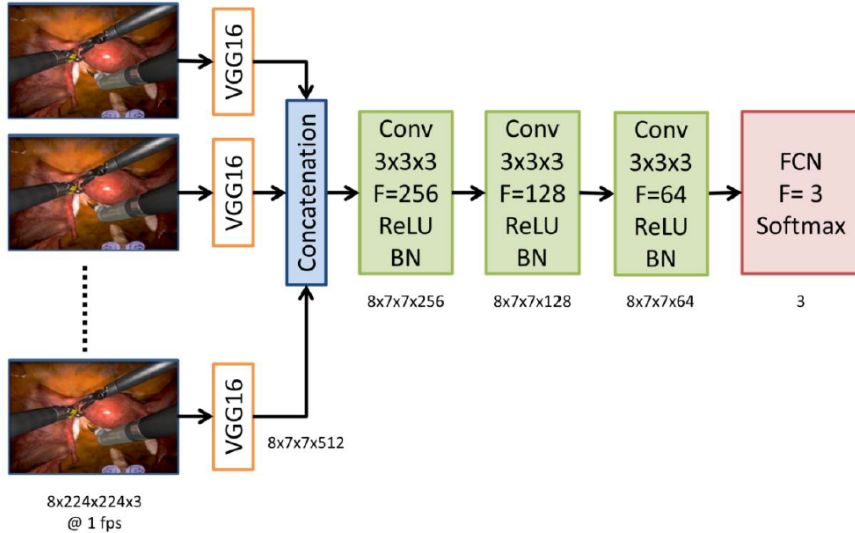 VGG16
VGG16
VGG16
Concatenation
8x7x7x512
8x224x224x3
@ 1 fps
Conv
3x3x3
F=256
ReLU
BN
8x7x7x256
Conv
3x3x3
F=128
ReLU
BN
8x7x7x128
Conv
3x3x3
F=64
ReLU
BN
8x7x7x64
FCN
F= 3
Softmax
3